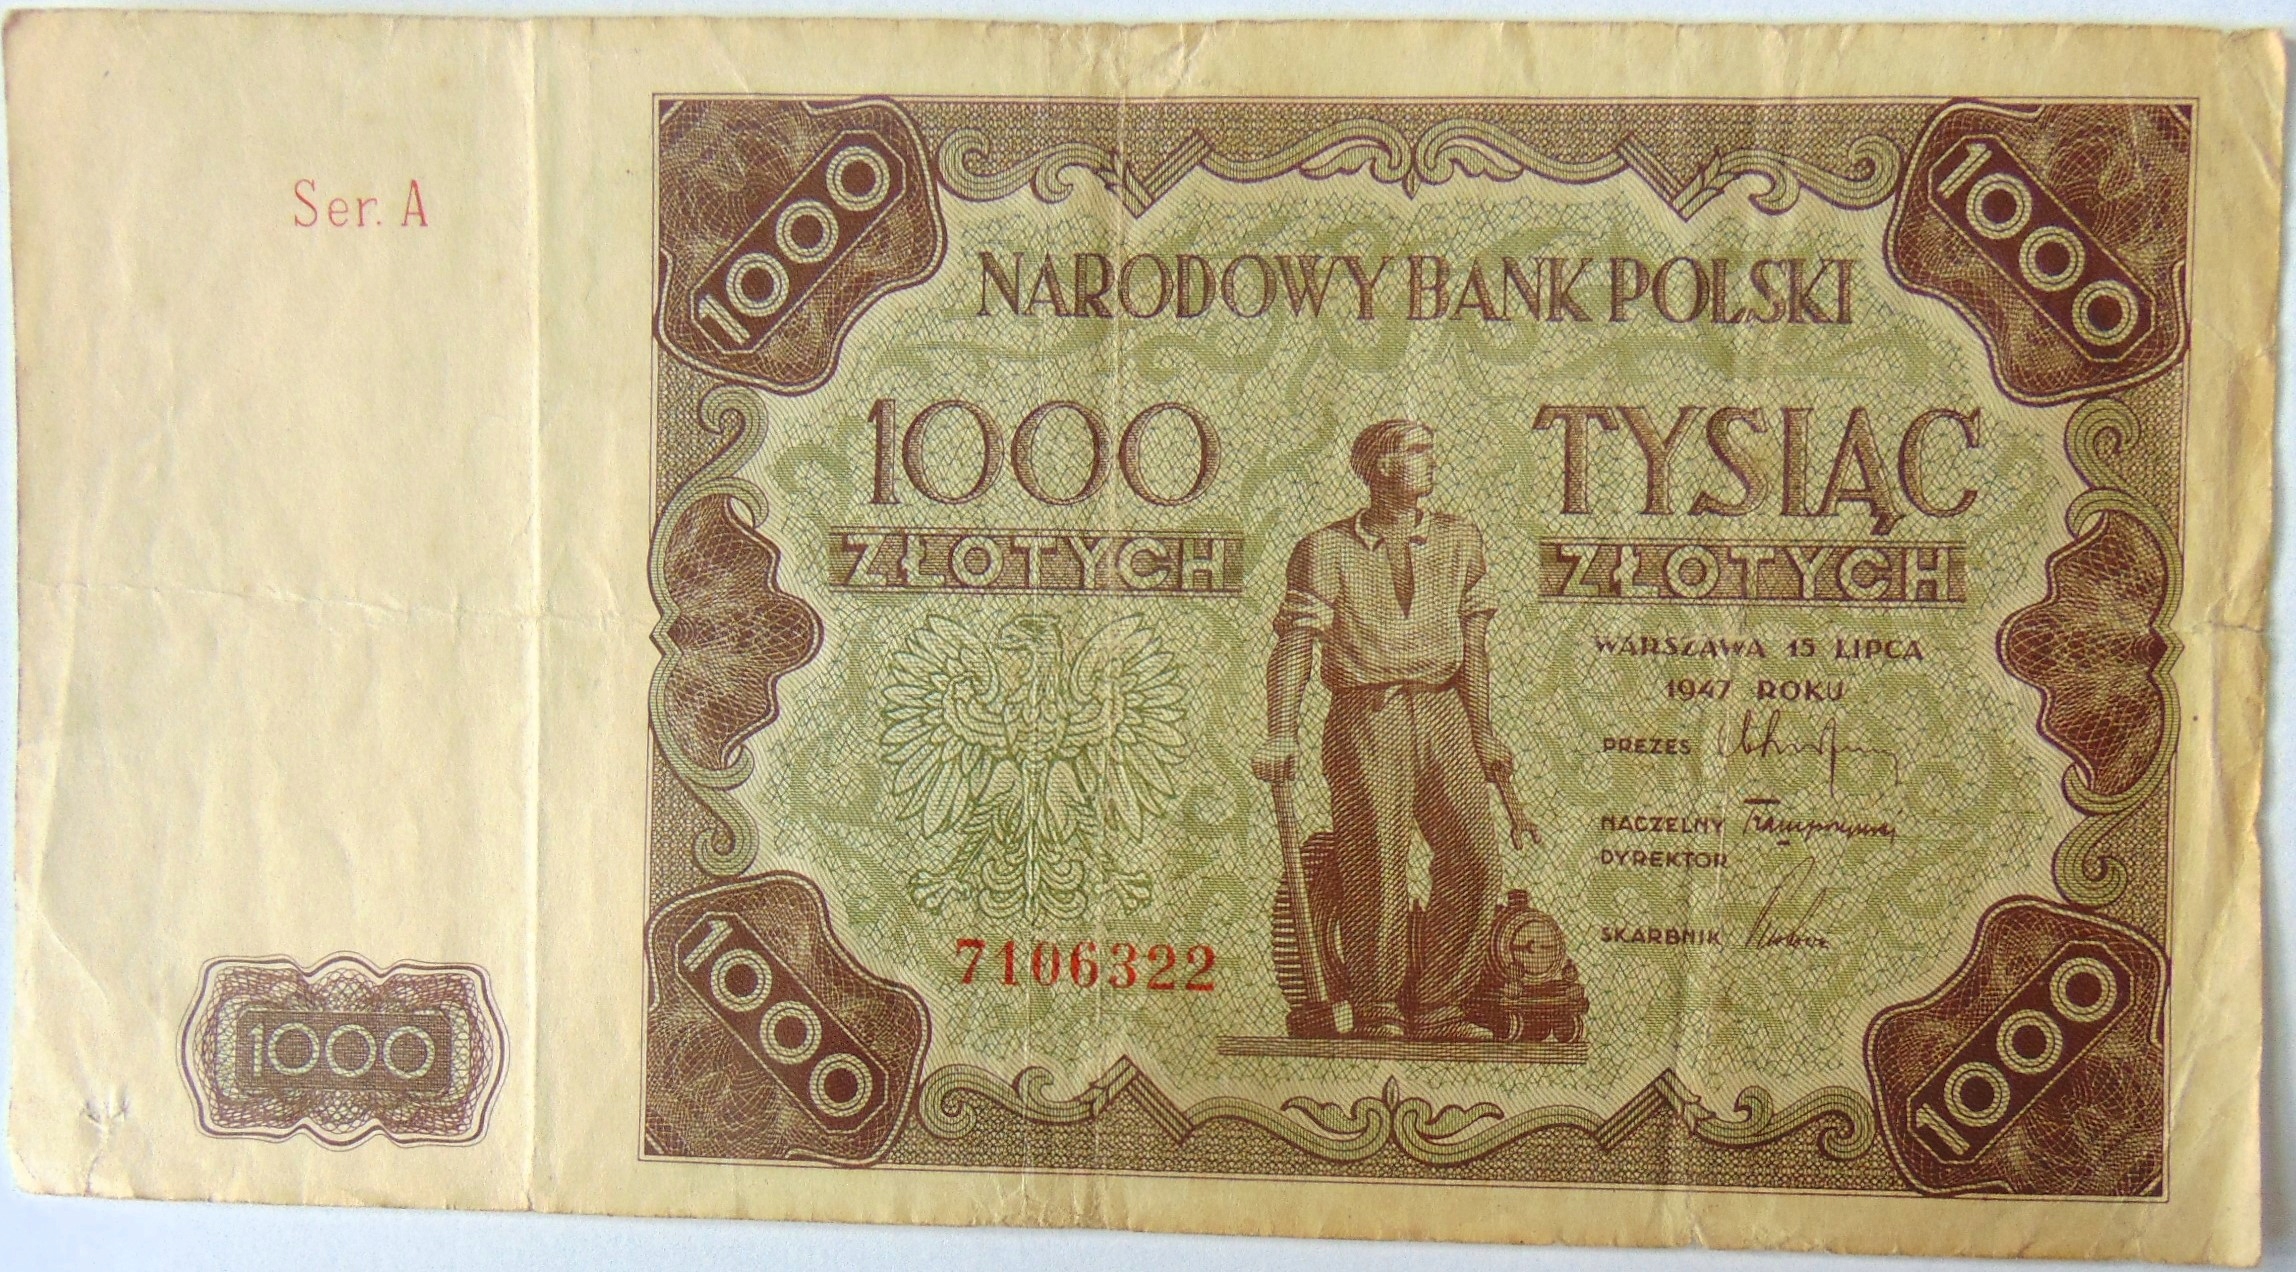 Ser. A
1000
1000
NARODOWY BANK POLSKI
1000
TYSIĄC
ZŁOTYCH
ZŁOTYCH
WARSZAWA 15 LIPCA
1947 ROKU
PREZES
NACZELNY
DYREKTOR
SKARBNIK
7106322
1000
1000
1000